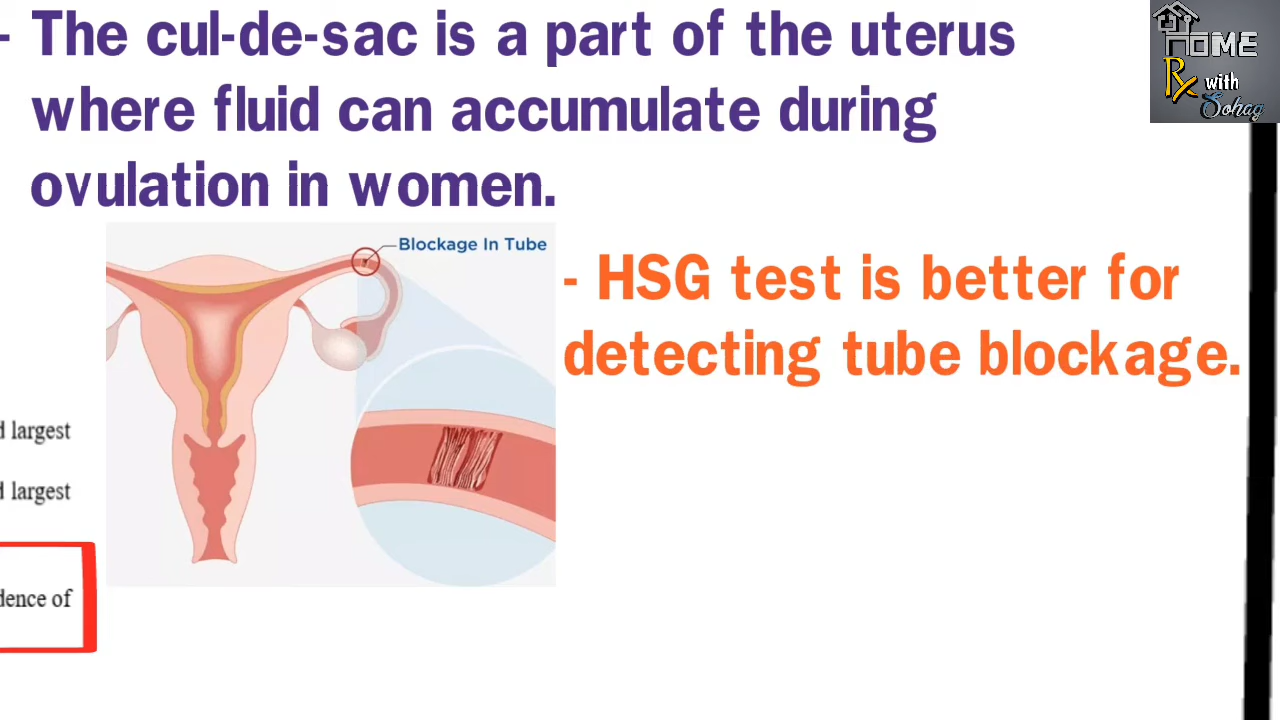 - The cul-de-sac is a part of the uterus
where fluid can accumulate during
ovulation in women.
HOME
Rx with
Sohag
Blockage In Tube
- HSG test is better for
detecting tube blockage.
d largest
d largest
dence of